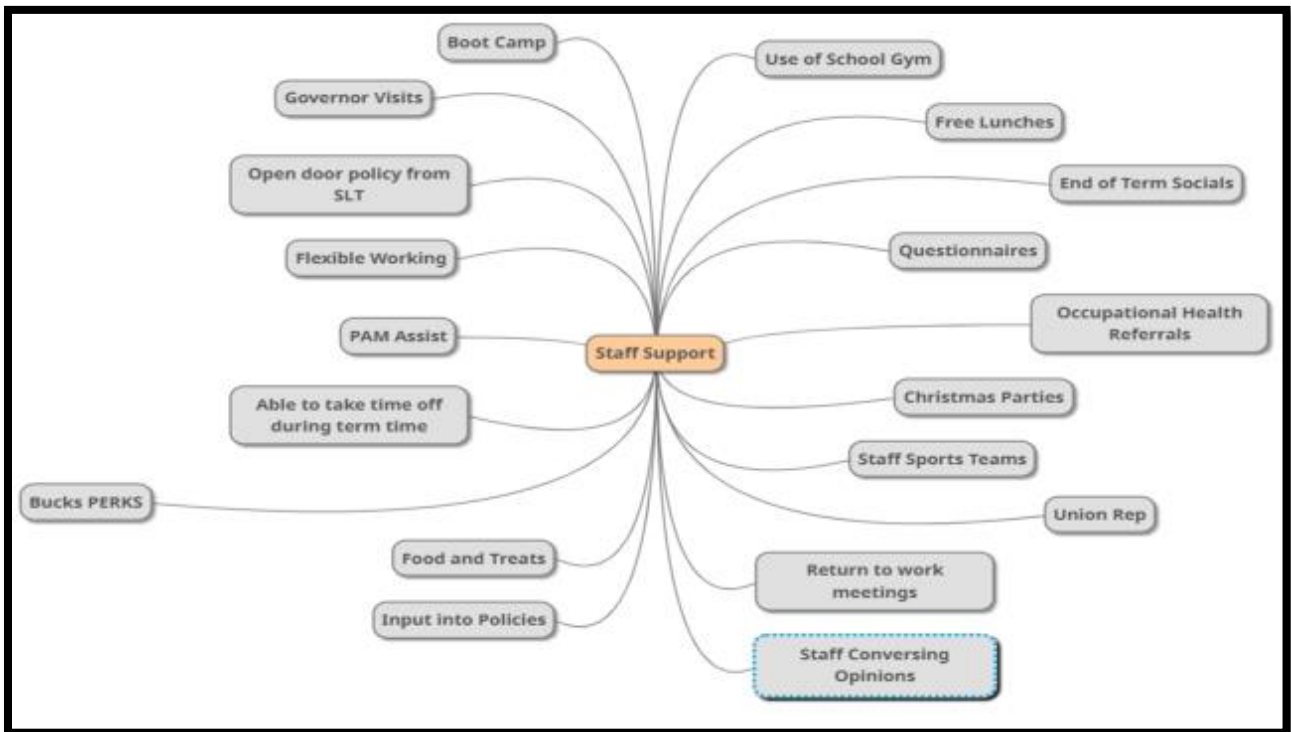 Boot Camp
Use of School Gym
Governor Visits
Free Lunches
Open door policy from
SLT
End of Term Socials
Flexible Working
Questionnaires
PAM Assist
Occupational Health
Referrals
Staff Support
Able to take time off
during term time
Christmas Parties
Staff Sports Teams
Bucks PERKS
Union Rep
Food and Treats
Return to work
meetings
Input into Policies
Staff Conversing
Opinions